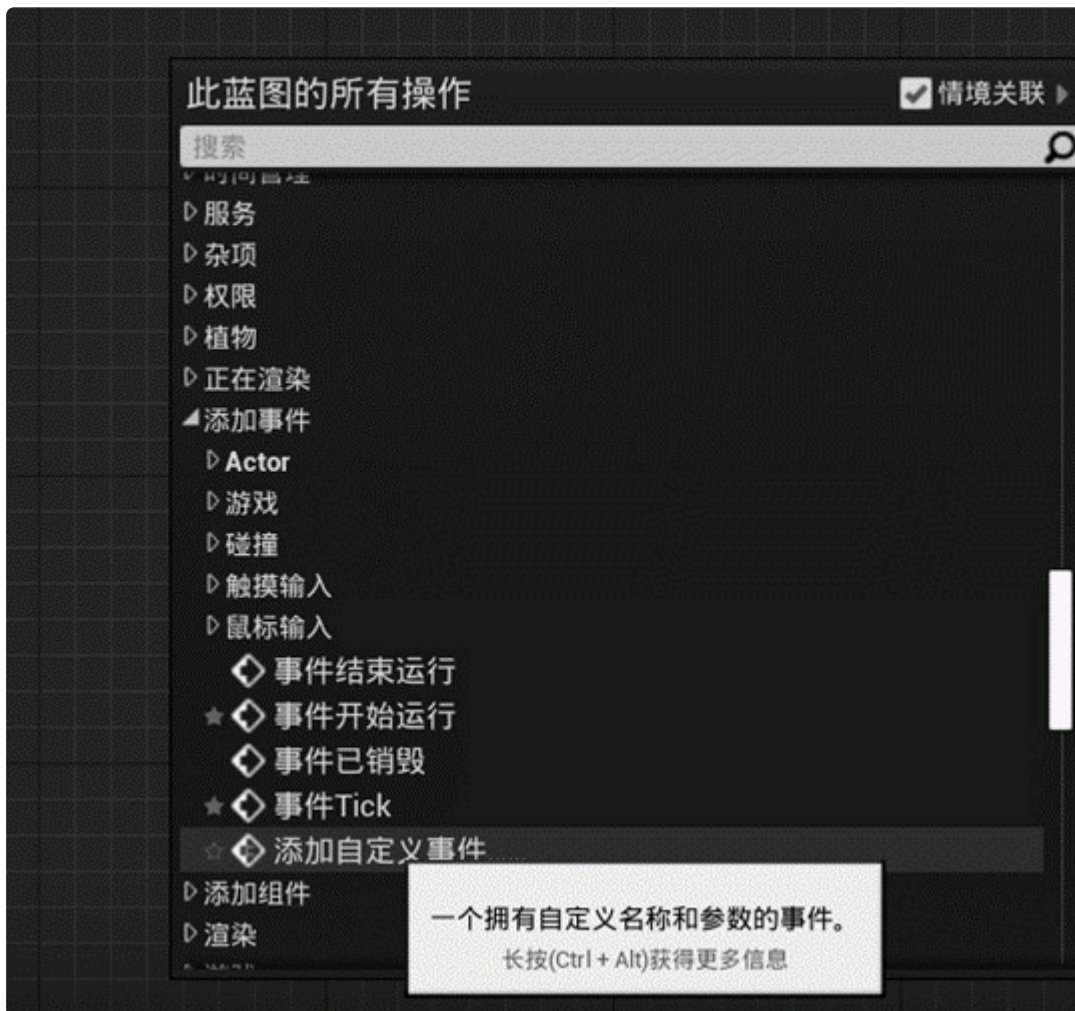 此蓝图的所有操作
情境关联
搜索
时间管理
服务
杂项
权限
植物
正在渲染
添加事件
Actor
游戏
碰撞
触摸输入
鼠标输入
事件结束运行
事件开始运行
事件已销毁
事件Tick
添加自定义事件......
添加组件
渲染
一个拥有自定义名称和参数的事件。
长按(Ctrl + Alt)获得更多信息